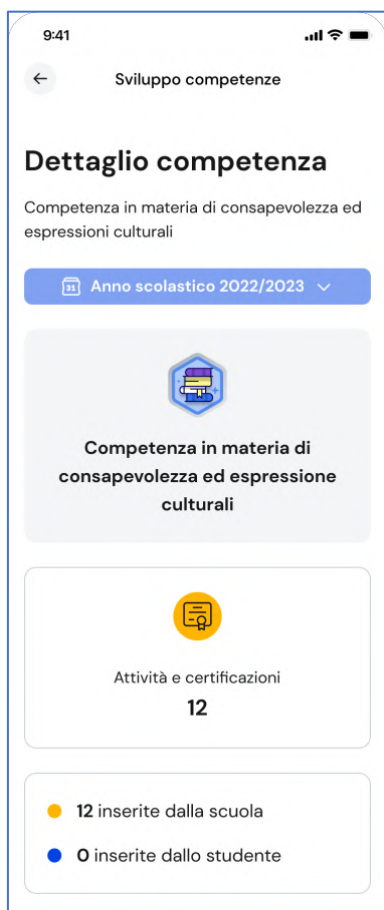 9:41
Sviluppo competenze
Dettaglio competenza
Competenza in materia di consapevolezza ed
espressioni culturali
31 Anno scolastico 2022/2023
Competenza in materia di
consapevolezza ed espressione
culturali
Attività e certificazioni
12
12 inserite dalla scuola
0 inserite dallo studente